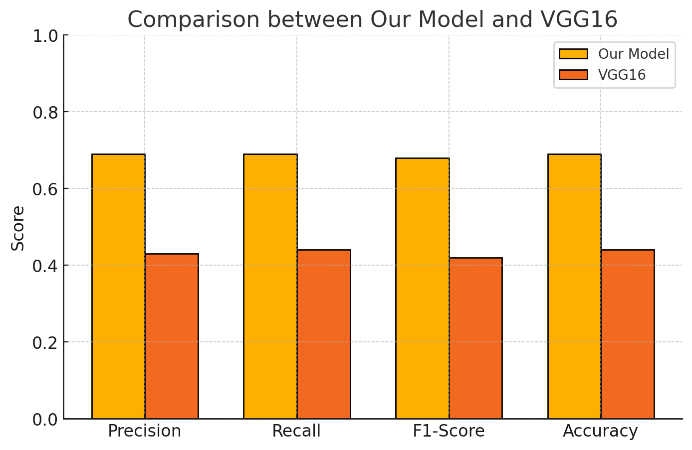 Comparison between Our Model and VGG16
Our Model
VGG16
1.0
0.8
0.6
0.4
0.2
0.0
Score
Precision
Recall
F1-Score
Accuracy